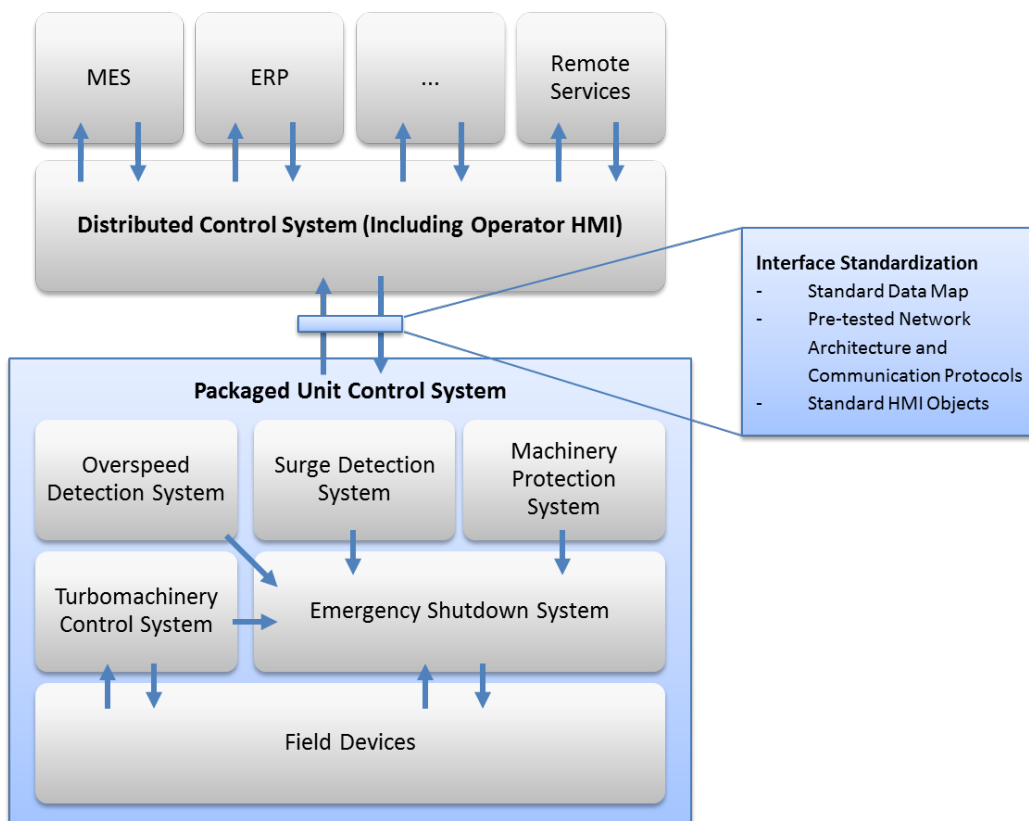 MES
ERP
...
Remote
Services
Distributed Control System (Including Operator HMI)
Interface Standardization
- Standard Data Map
- Pre-tested Network
Architecture and
Communication Protocols
- Standard HMI Objects
Packaged Unit Control System
Overspeed
Detection System
Surge Detection
System
Machinery
Protection
System
Turbomachinery
Control System
Emergency Shutdown System
Field Devices